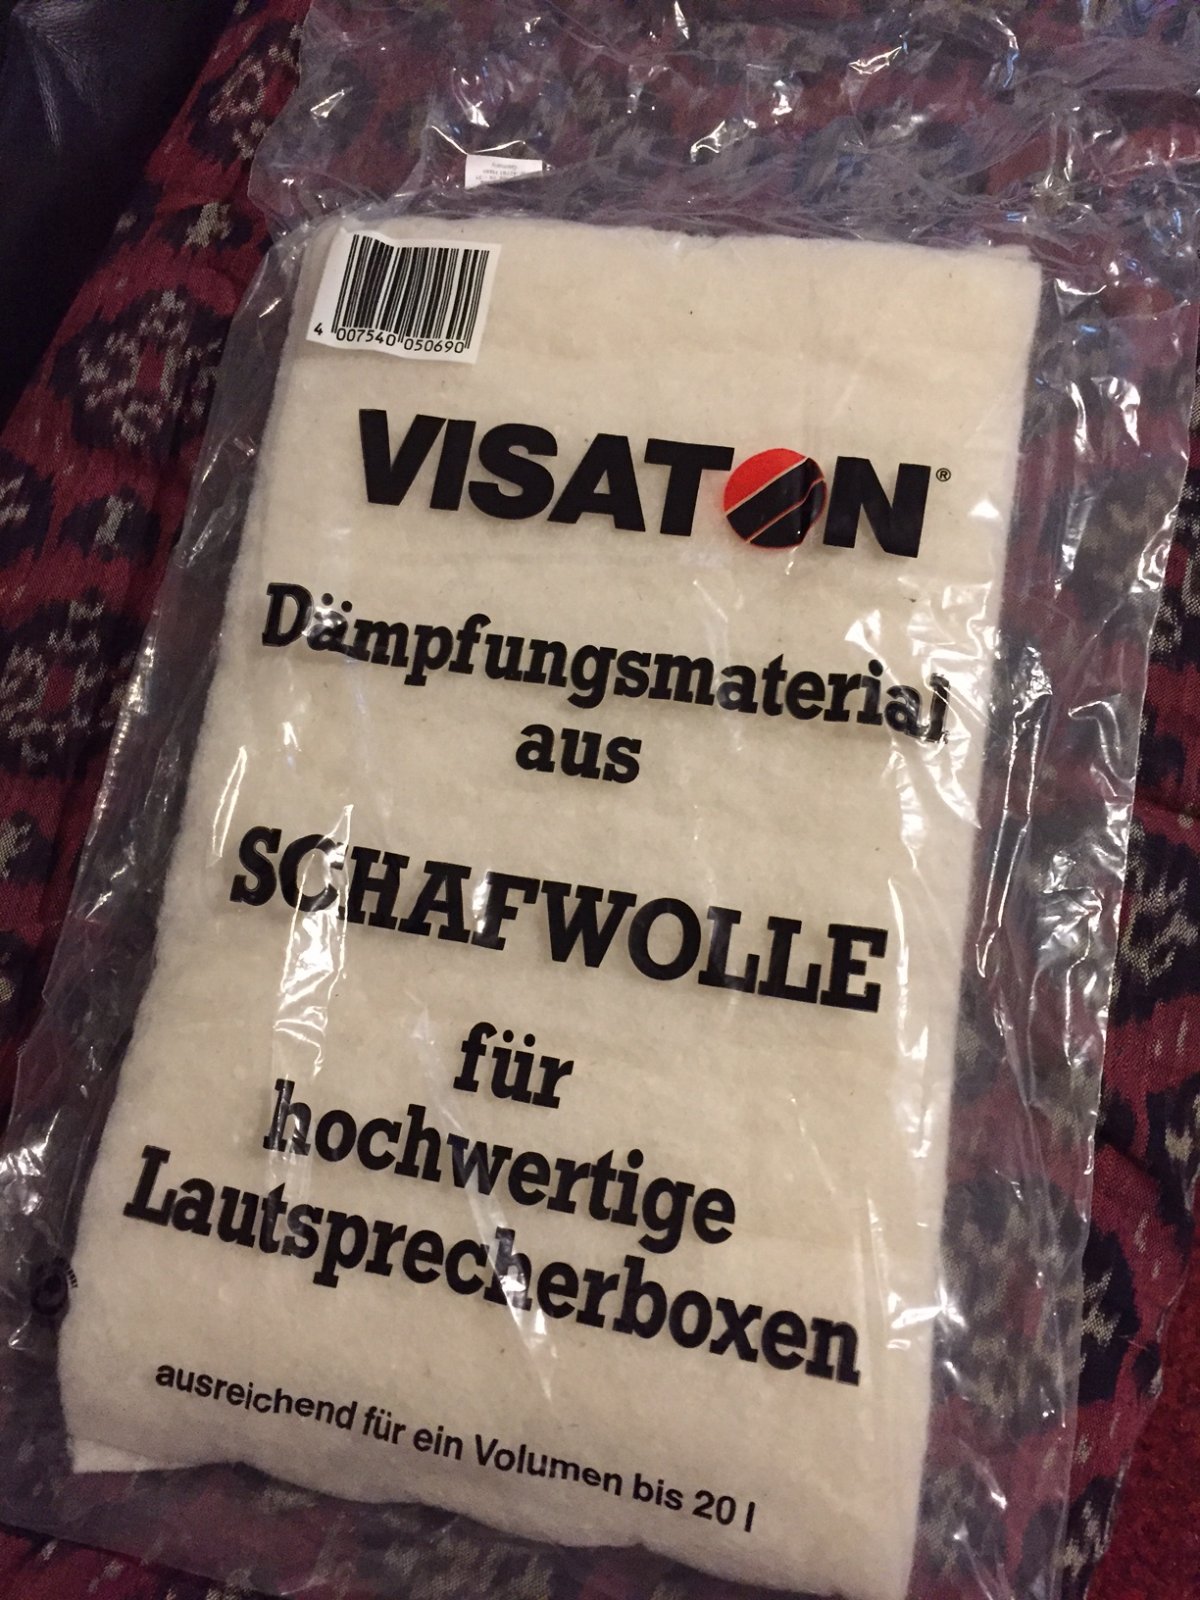 4 007540 050690
VISATON®
Dämpfungsmaterial
aus
SCHAFWOLLE
für
hochwertige
Lautsprecherboxen
ausreichend für ein Volumen bis 20 l